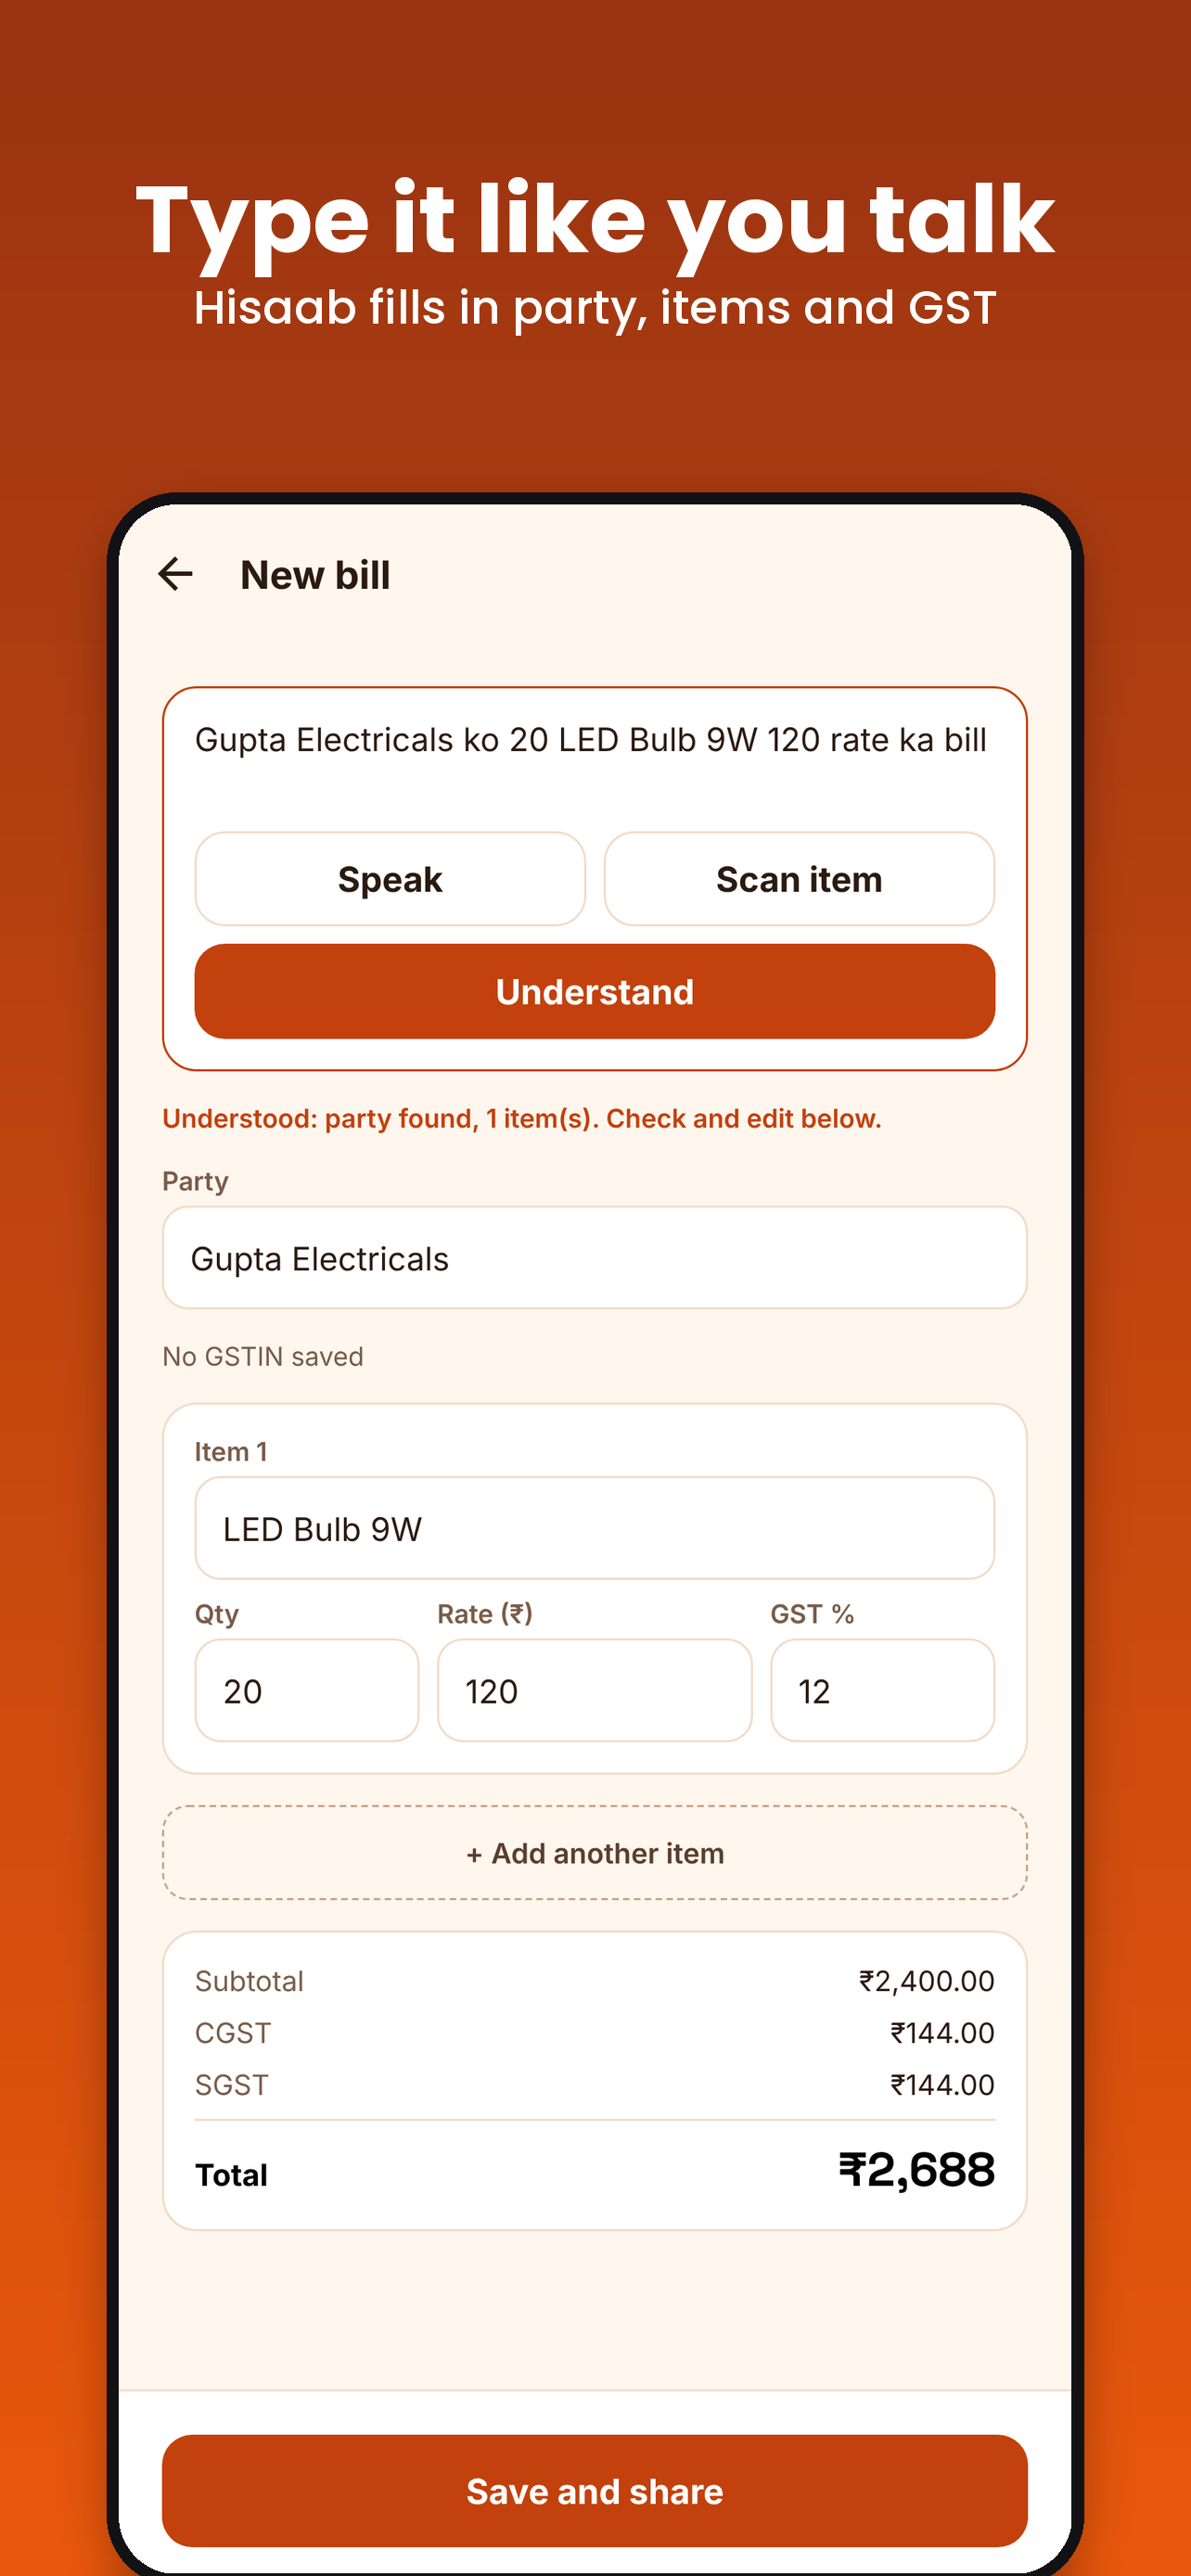 Type it like you talk
Hisaab fills in party, items and GST
New bill
Gupta Electricals ko 20 LED Bulb 9W 120 rate ka bill
Speak
Scan item
Understand
Understood: party found, 1 item(s). Check and edit below.
Party
Gupta Electricals
No GSTIN saved
Item 1
LED Bulb 9W
Qty Rate (₹) GST %
20 120 12
+ Add another item
Subtotal ₹2,400.00
CGST ₹144.00
SGST ₹144.00
Total ₹2,688
Save and share